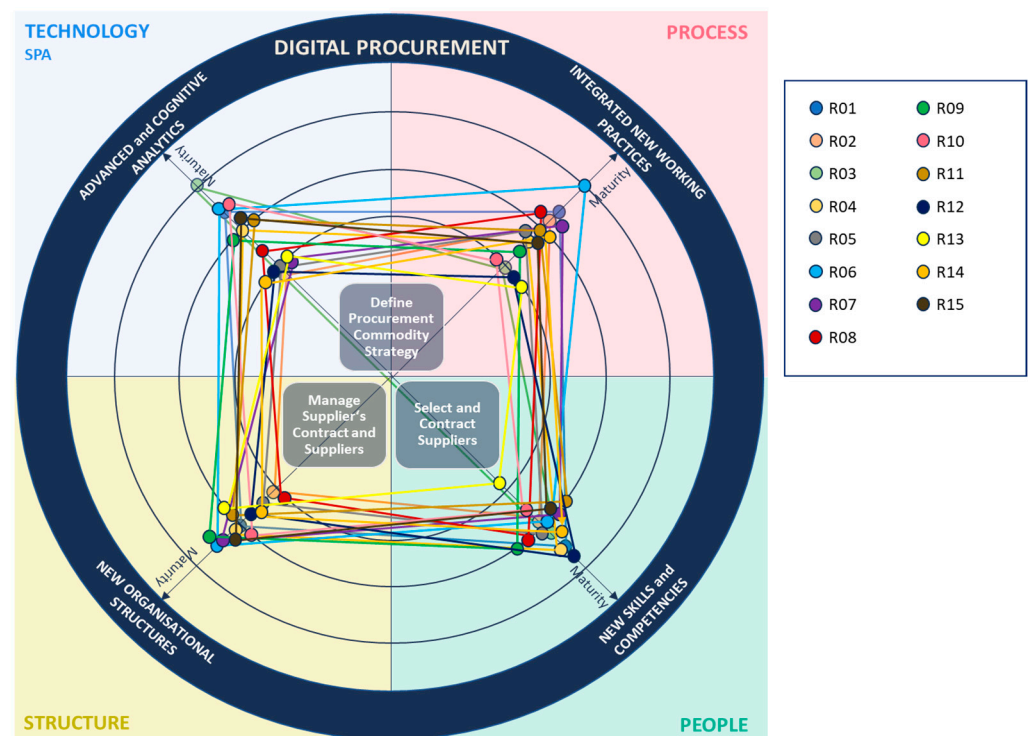 TECHNOLOGY
SPA
DIGITAL PROCUREMENT
PROCESS
ADVANCED and COGNITIVE
ANALYTICS
INTEGRATED NEW WORKING
PRACTICES
Maturity
Maturity
Define
Procurement
Commodity
Strategy
Manage
Supplier's
Contract and
Suppliers
Select and
Contract
Suppliers
Maturity
Maturity
NEW ORGANISATIONAL
STRUCTURES
NEW SKILLS and
COMPETENCIES
STRUCTURE
PEOPLE
R01
R02
R03
R04
R05
R06
R07
R08
R09
R10
R11
R12
R13
R14
R15